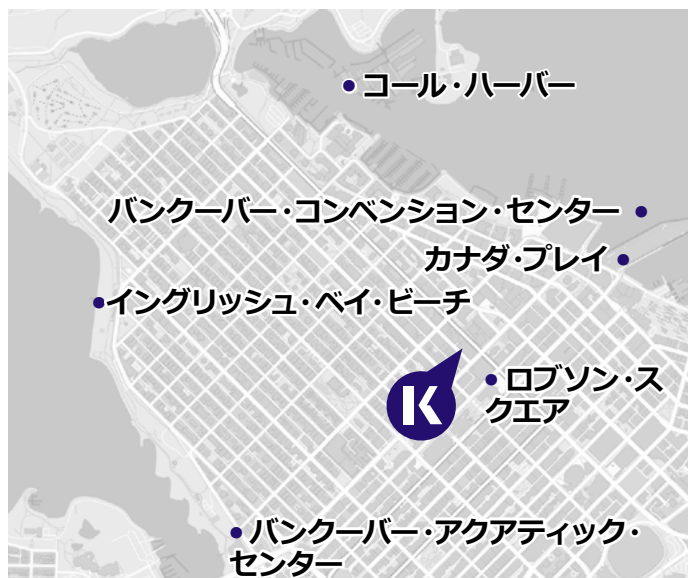 コール・ハーバー
バンクーバー・コンベンション・センター
カナダ・プレイ
イングリッシュ・ベイ・ビーチ
ロブソン・ス
クエア
K
バンクーバー・アクアティック・
センター